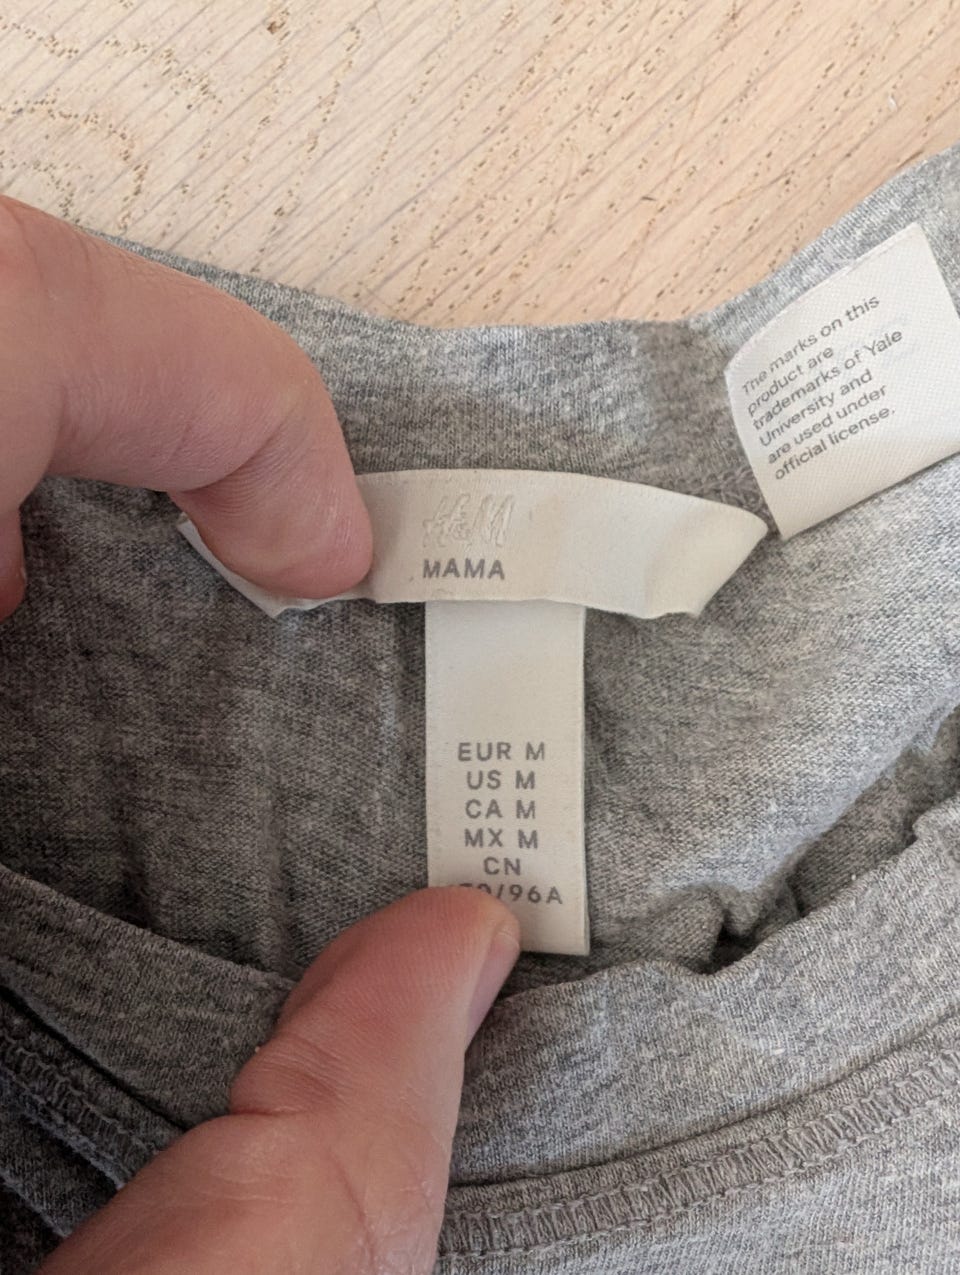 H&M
MAMA
EUR M
US M
CA M
MX M
CN
/96A
The marks on this
product are
trademarks of Yale
University and
are used under
official license.